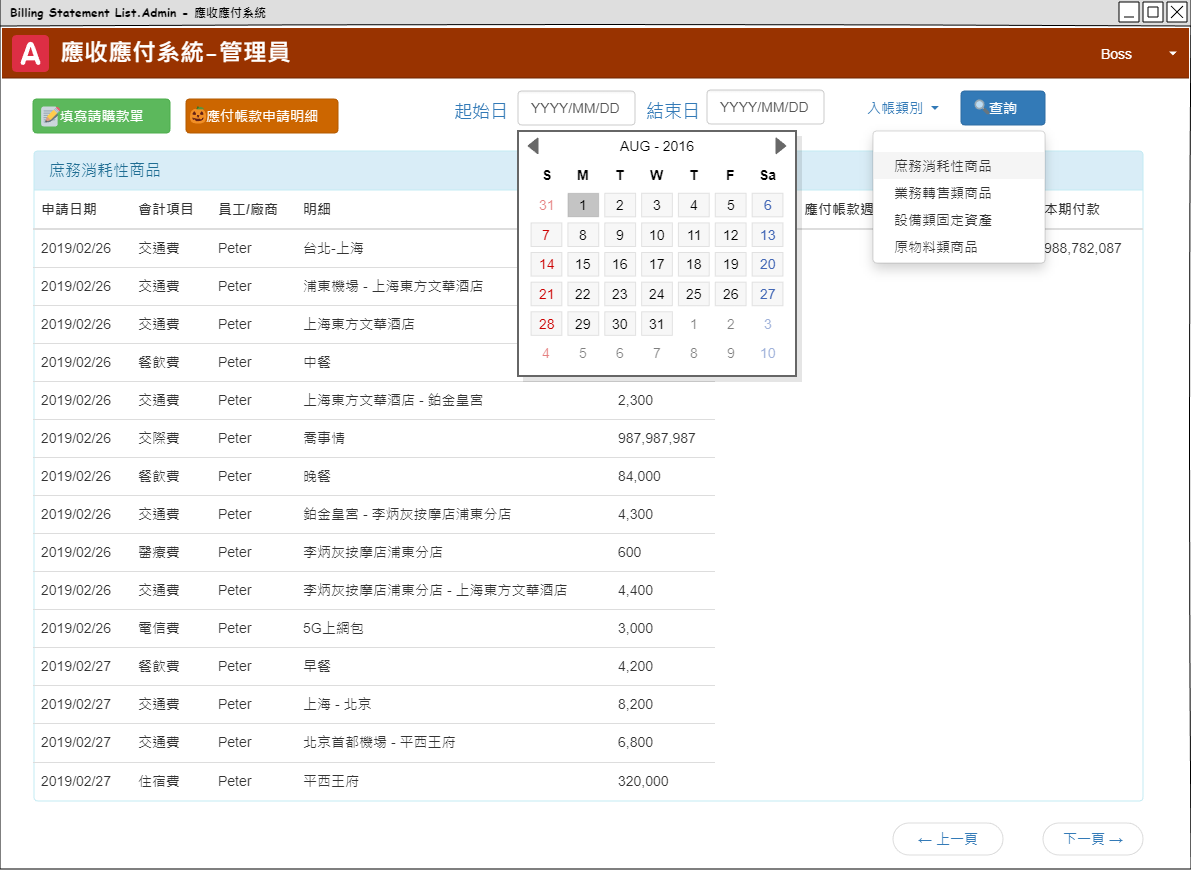 Billing Statement List.Admin - 應收應付系統
A 應收應付系統-管理員 Boss
填寫請購款單 應付帳款申請明細 起始日 YYYY/MM/DD 結束日 YYYY/MM/DD 入帳類別 查詢
AUG - 2016
S M T W T F Sa
31 1 2 3 4 5 6
7 8 9 10 11 12 13
14 15 16 17 18 19 20
21 22 23 24 25 26 27
28 29 30 31 1 2 3
4 5 6 7 8 9 10
庶務消耗性商品
業務轉售類商品
設備類固定資產
原物料類商品
庶務消耗性商品
申請日期 會計項目 員工/廠商 明細 應付帳款週 本期付款
2019/02/26 交通費 Peter 台北-上海 988,782,087
2019/02/26 交通費 Peter 浦東機場 - 上海東方文華酒店
2019/02/26 交通費 Peter 上海東方文華酒店
2019/02/26 餐飲費 Peter 中餐
2019/02/26 交通費 Peter 上海東方文華酒店 - 鉑金皇宮 2,300
2019/02/26 交際費 Peter 喬事情 987,987,987
2019/02/26 餐飲費 Peter 晚餐 84,000
2019/02/26 交通費 Peter 鉑金皇宮 - 李炳灰按摩店浦東分店 4,300
2019/02/26 醫療費 Peter 李炳灰按摩店浦東分店 600
2019/02/26 交通費 Peter 李炳灰按摩店浦東分店 - 上海東方文華酒店 4,400
2019/02/26 電信費 Peter 5G上網包 3,000
2019/02/27 餐飲費 Peter 早餐 4,200
2019/02/27 交通費 Peter 上海 - 北京 8,200
2019/02/27 交通費 Peter 北京首都機場 - 平西王府 6,800
2019/02/27 住宿費 Peter 平西王府 320,000
← 上一頁 下一頁 →